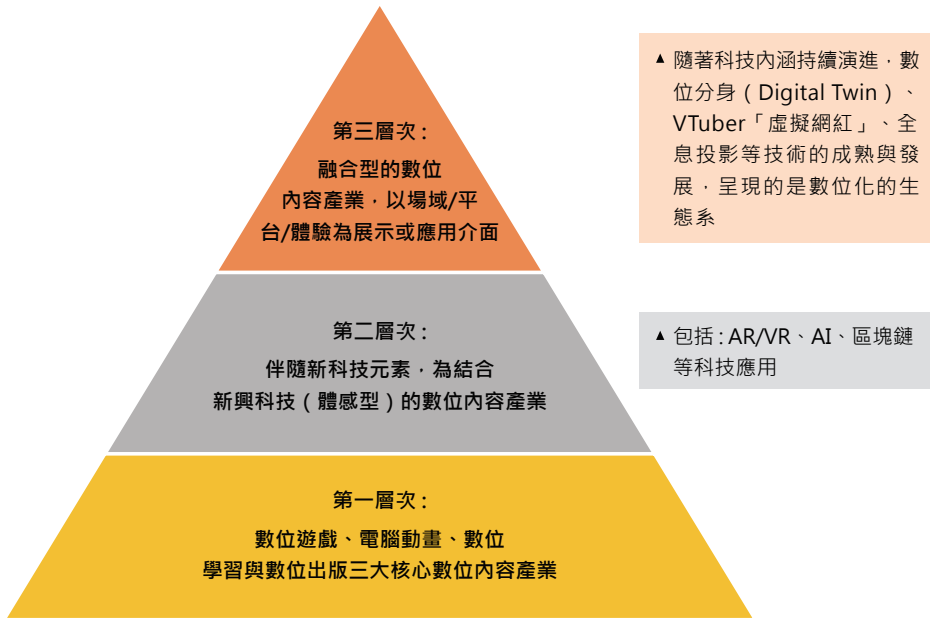 第三層次：
融合型的數位
內容產業，以場域/平
台/體驗為展示或應用介面
▲ 隨著科技內涵持續演進，數
位分身（Digital Twin）、
VTuber「虛擬網紅」、全
息投影等技術的成熟與發
展，呈現的是數位化的生
態系
第二層次：
伴隨新科技元素，為結合
新興科技（體感型）的數位內容產業
▲ 包括：AR/VR、AI、區塊鏈
等科技應用
第一層次：
數位遊戲、電腦動畫、數位
學習與數位出版三大核心數位內容產業